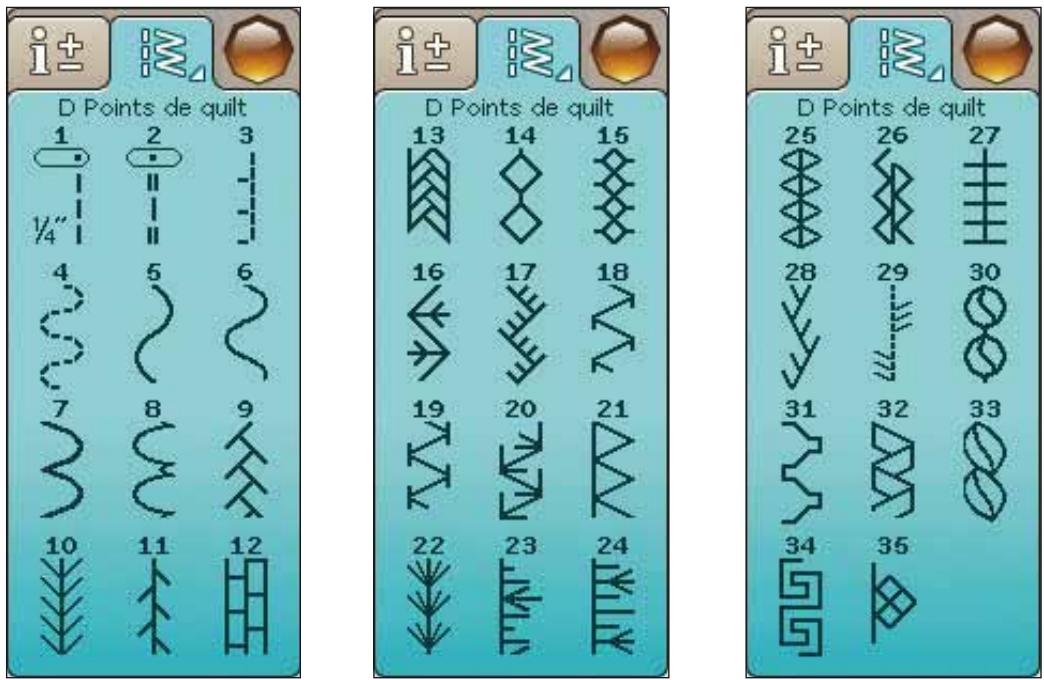 i ±
D Points de quilt
1 2 3
¼"
4 5 6
7 8 9
10 11 12
i ±
D Points de quilt
13 14 15
16 17 18
19 20 21
22 23 24
i ±
D Points de quilt
25 26 27
28 29 30
31 32 33
34 35